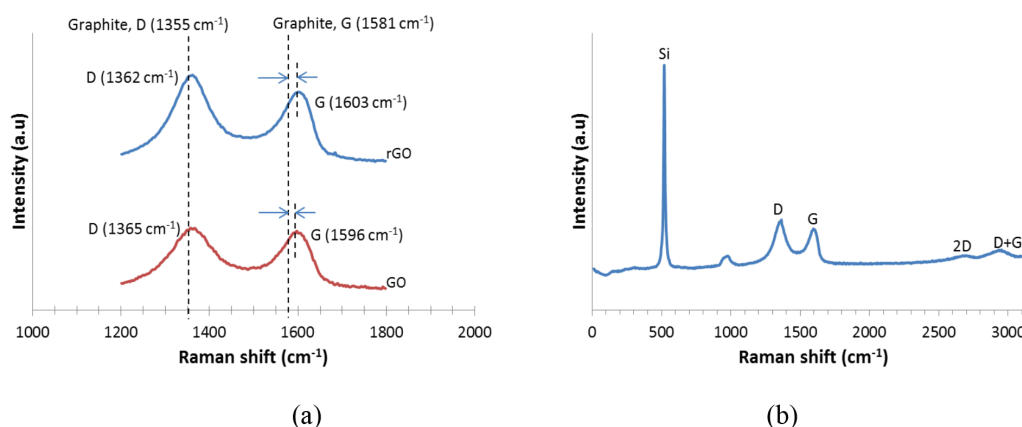 Graphite, D (1355 cm-1)
Graphite, G (1581 cm-1)
D (1362 cm-1)
G (1603 cm-1)
rGO
D (1365 cm-1)
G (1596 cm-1)
GO
Intensity (a.u)
1000 1200 1400 1600 1800 2000
Raman shift (cm-1)
(a)
Si
D
G
2D
D+G
Intensity (a.u)
0 500 1000 1500 2000 2500 3000
Raman shift (cm-1)
(b)